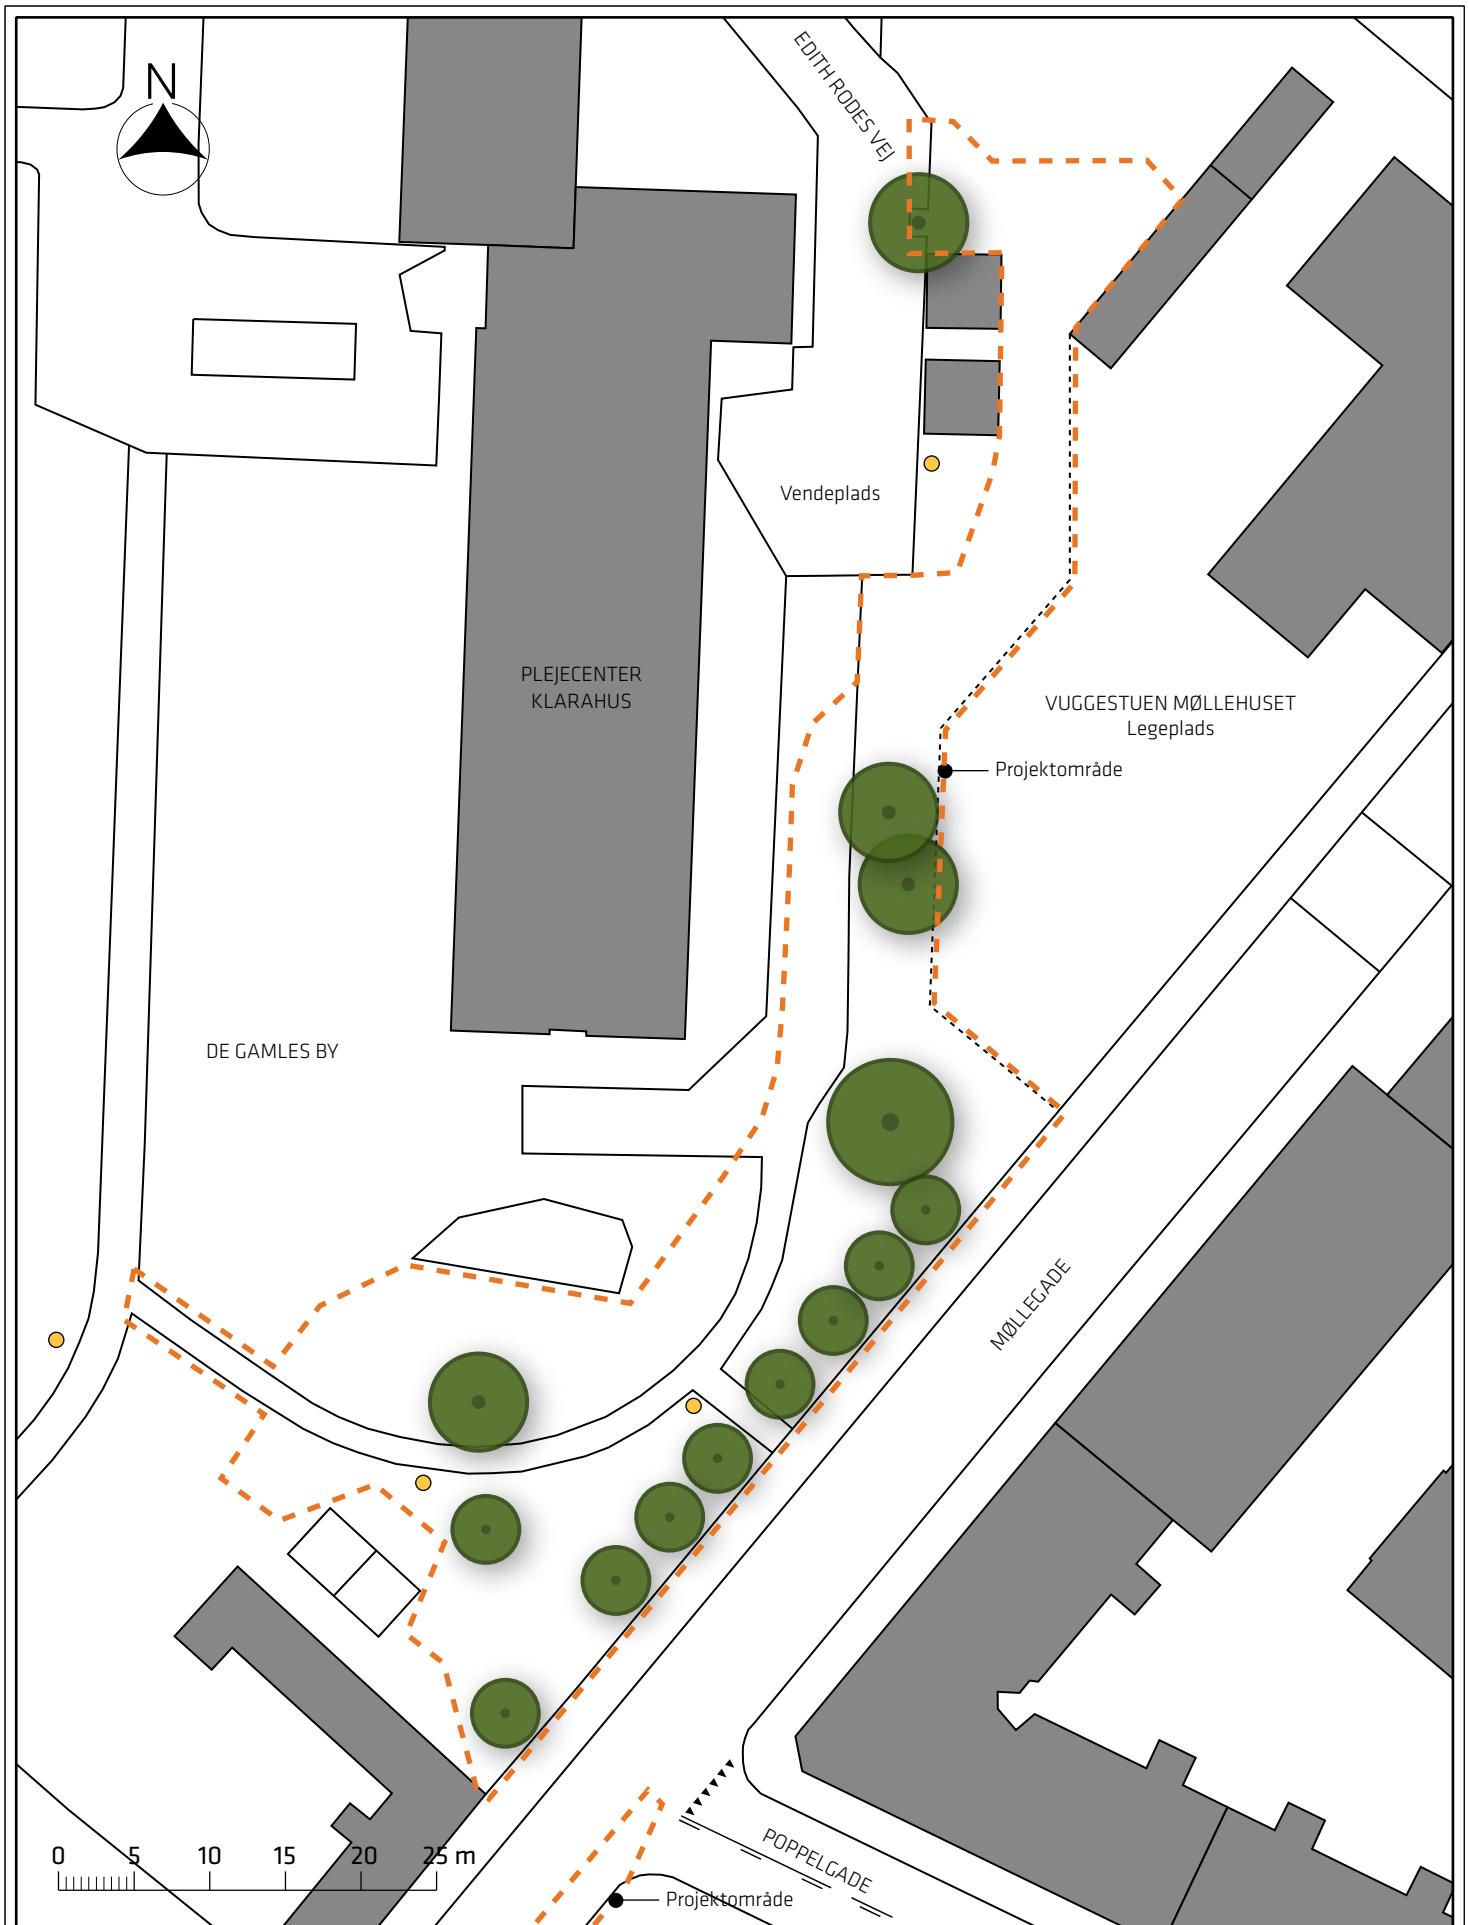 N
EDITH RODES VEJ
Vendeplads
PLEJECENTER
KLARAHUS
VUGGESTUEN MØLLEHUSET
Legeplads
Projektområde
DE GAMLES BY
MØLLEGADE
POPPELGADE
0 5 10 15 20 25 m
Projektområde